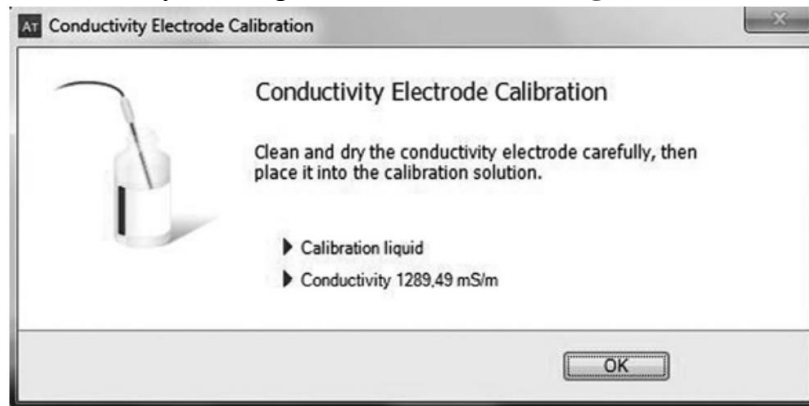 AT Conductivity Electrode Calibration
Conductivity Electrode Calibration
Clean and dry the conductivity electrode carefully, then
place it into the calibration solution.
Calibration liquid
Conductivity 1289,49 mS/m
OK